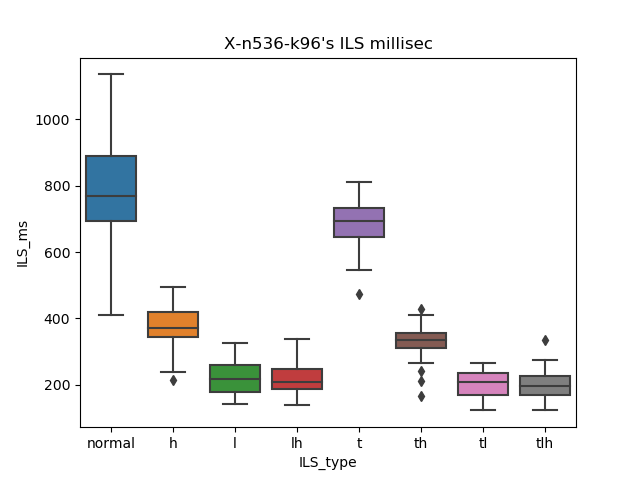 X-n536-k96's ILS millisec
ILS_ms
1000
800
600
400
200
normal h l lh t th tl tlh
ILS_type